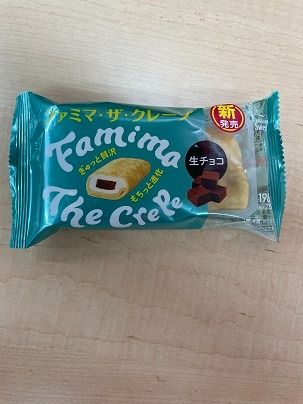 ファミマ・ザ・クレープ
新
発売
Famima
ぎゅっと贅沢
生チョコ
もちっと進化
The Crepe